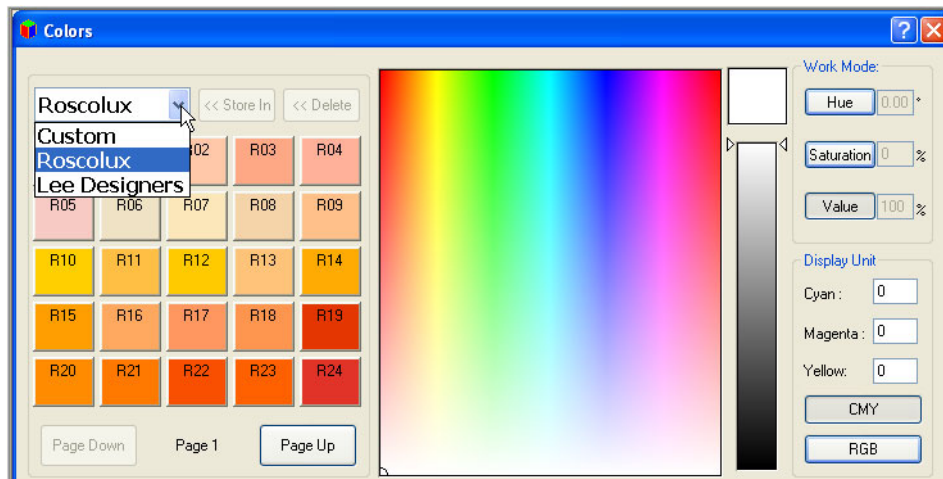 Colors
Roscolux
<< Store In
<< Delete
Custom
Roscolux
Lee Designers
R03
R04
R05
R06
R07
R08
R09
R10
R11
R12
R13
R14
R15
R16
R17
R18
R19
R20
R21
R22
R23
R24
Page Down
Page 1
Page Up
Work Mode:
Hue
0.00 °
Saturation
0 %
Value
100 %
Display Unit
Cyan :
0
Magenta :
0
Yellow:
0
CMY
RGB